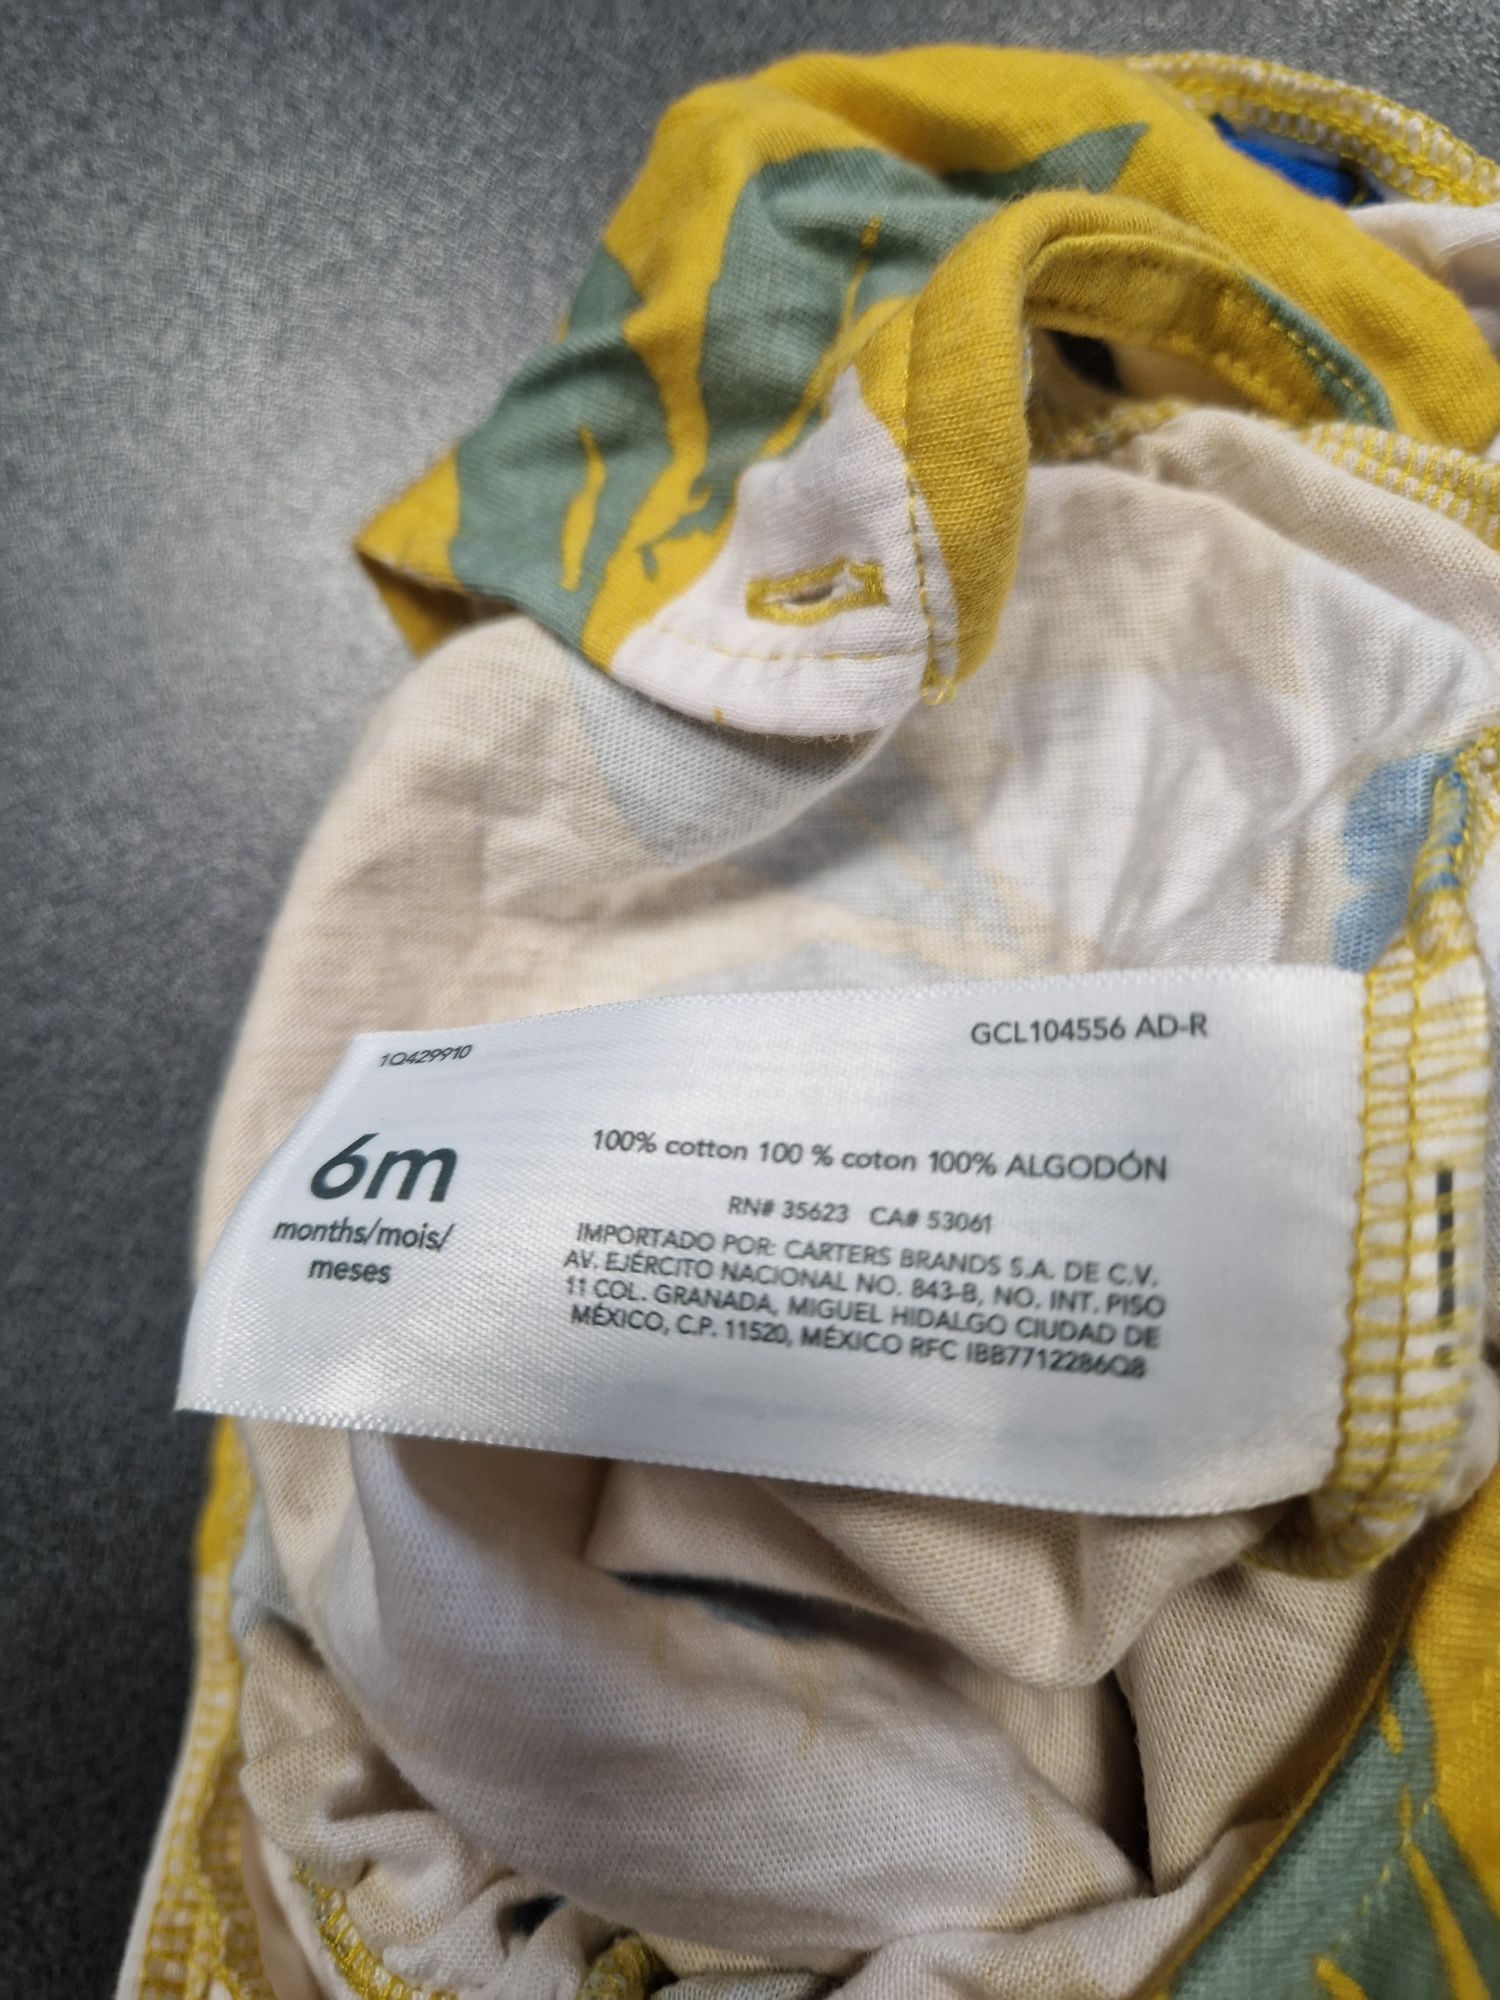 1Q429910
GCL104556 AD-R
6m
months/mois/
meses
100% cotton 100 % coton 100% ALGODÓN
RN# 35623 CA# 53061
IMPORTADO POR: CARTERS BRANDS S.A. DE C.V.
AV. EJÉRCITO NACIONAL NO. 843-B, NO. INT. PISO
11 COL. GRANADA, MIGUEL HIDALGO CIUDAD DE
MÉXICO, C.P. 11520, MÉXICO RFC IBB7712286Q8